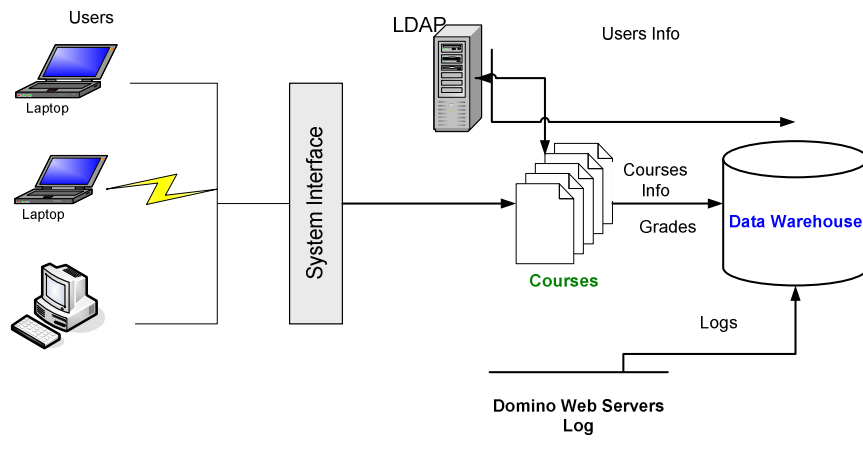 Users
LDAP
Users Info
Laptop
Laptop
System Interface
Courses
Info
Grades
Data Warehouse
Courses
Logs
Domino Web Servers
Log